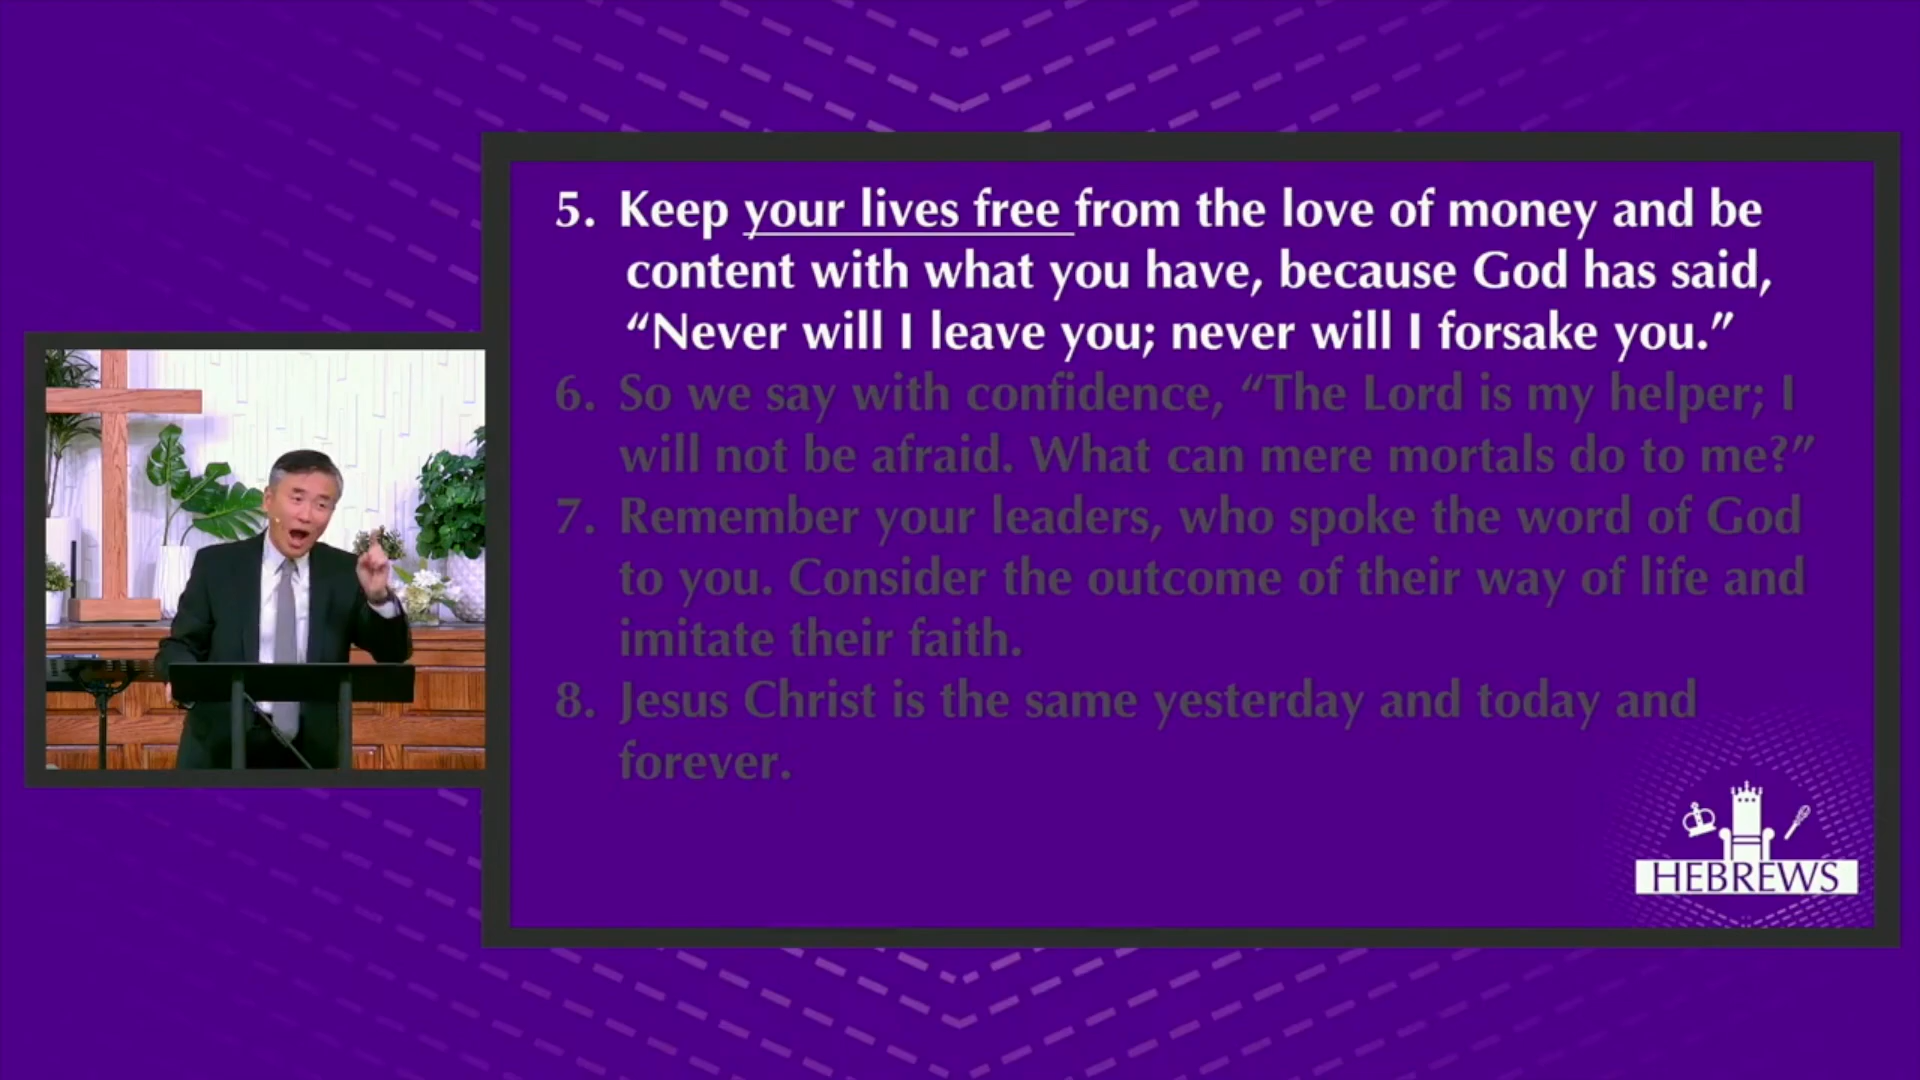 5. Keep your lives free from the love of money and be
content with what you have, because God has said,
“Never will I leave you; never will I forsake you.”
6. So we say with confidence, “The Lord is my helper; I
will not be afraid. What can mere mortals do to me?”
7. Remember your leaders, who spoke the word of God
to you. Consider the outcome of their way of life and
imitate their faith.
8. Jesus Christ is the same yesterday and today and
forever.
HEBREWS